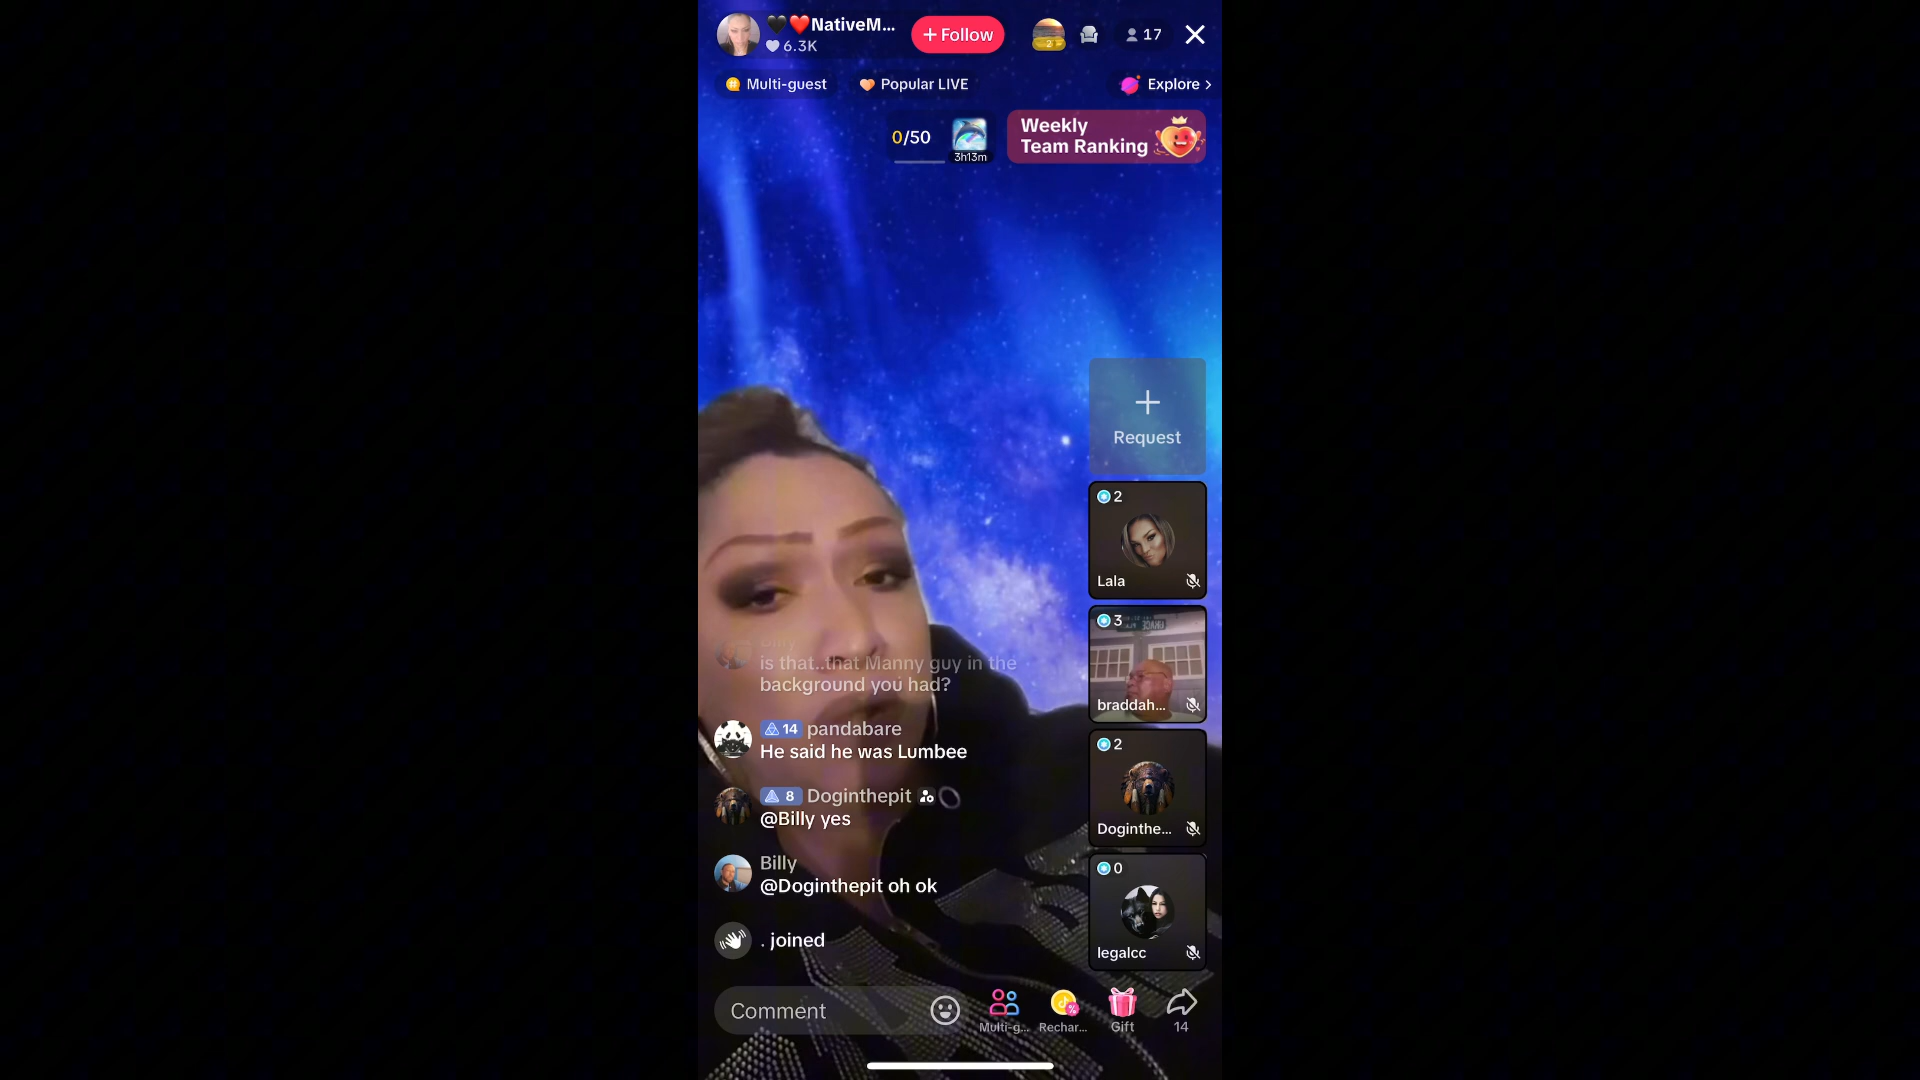 🖤❤️NativeM...
6.3K
+ Follow
2
17
Multi-guest
Popular LIVE
Explore >
0/50
3h13m
Weekly
Team Ranking
Request
2
Lala
3
braddah...
2
Doginthe...
0
legalcc
Billy
is that..that Manny guy in the
background you had?
14 pandabare
He said he was Lumbee
8 Doginthepit
@Billy yes
Billy
@Doginthepit oh ok
. joined
Comment
Multi-g...
Rechar...
Gift
14